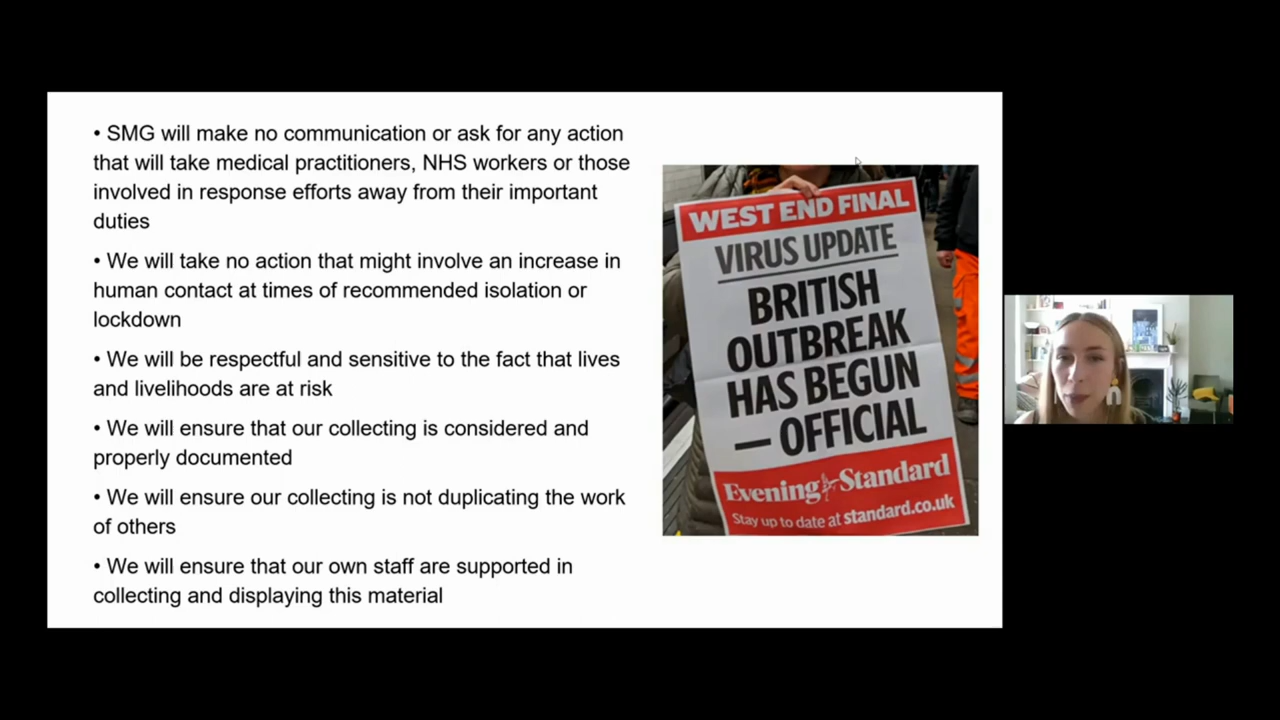 • SMG will make no communication or ask for any action
that will take medical practitioners, NHS workers or those
involved in response efforts away from their important
duties
• We will take no action that might involve an increase in
human contact at times of recommended isolation or
lockdown
• We will be respectful and sensitive to the fact that lives
and livelihoods are at risk
• We will ensure that our collecting is considered and
properly documented
• We will ensure our collecting is not duplicating the work
of others
• We will ensure that our own staff are supported in
collecting and displaying this material
WEST END FINAL
VIRUS UPDATE
BRITISH
OUTBREAK
HAS BEGUN
— OFFICIAL
Evening Standard
Stay up to date at standard.co.uk